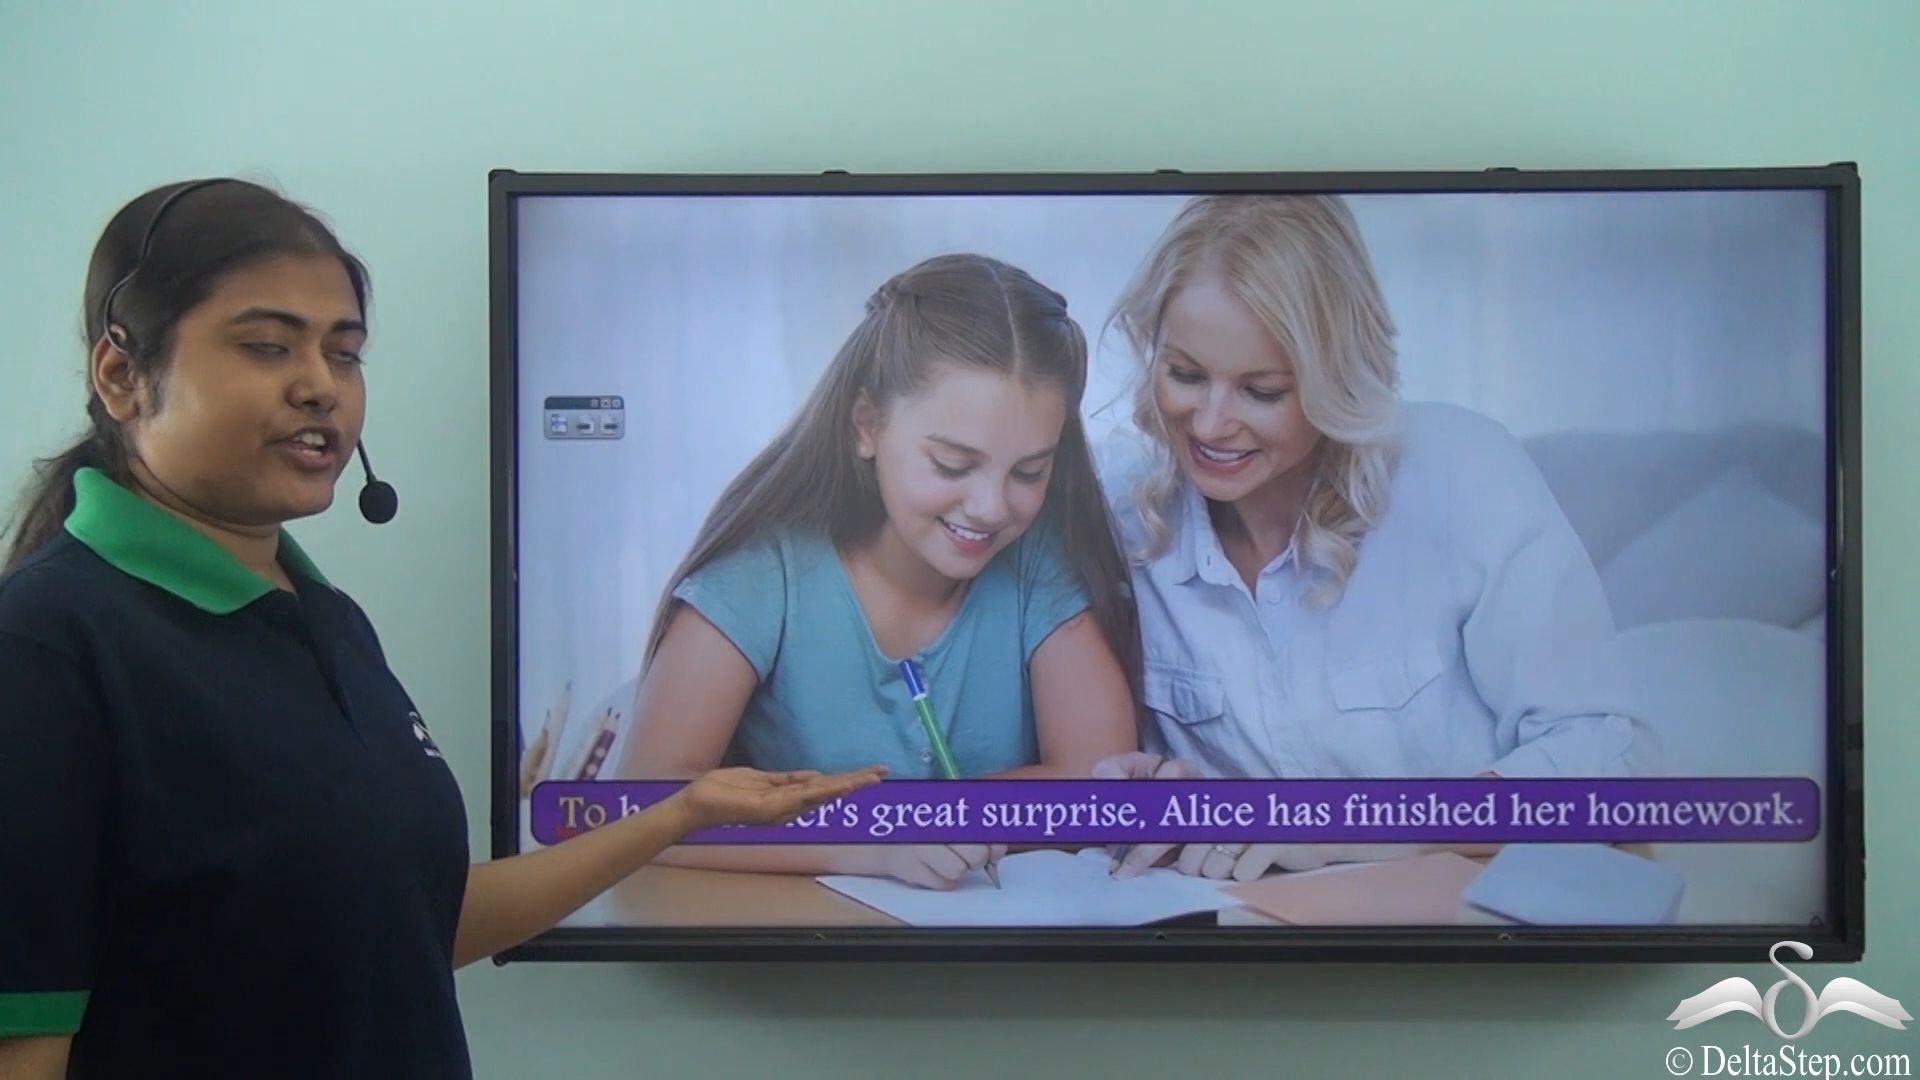 To h er's great surprise, Alice has finished her homework.
© DeltaStep.com